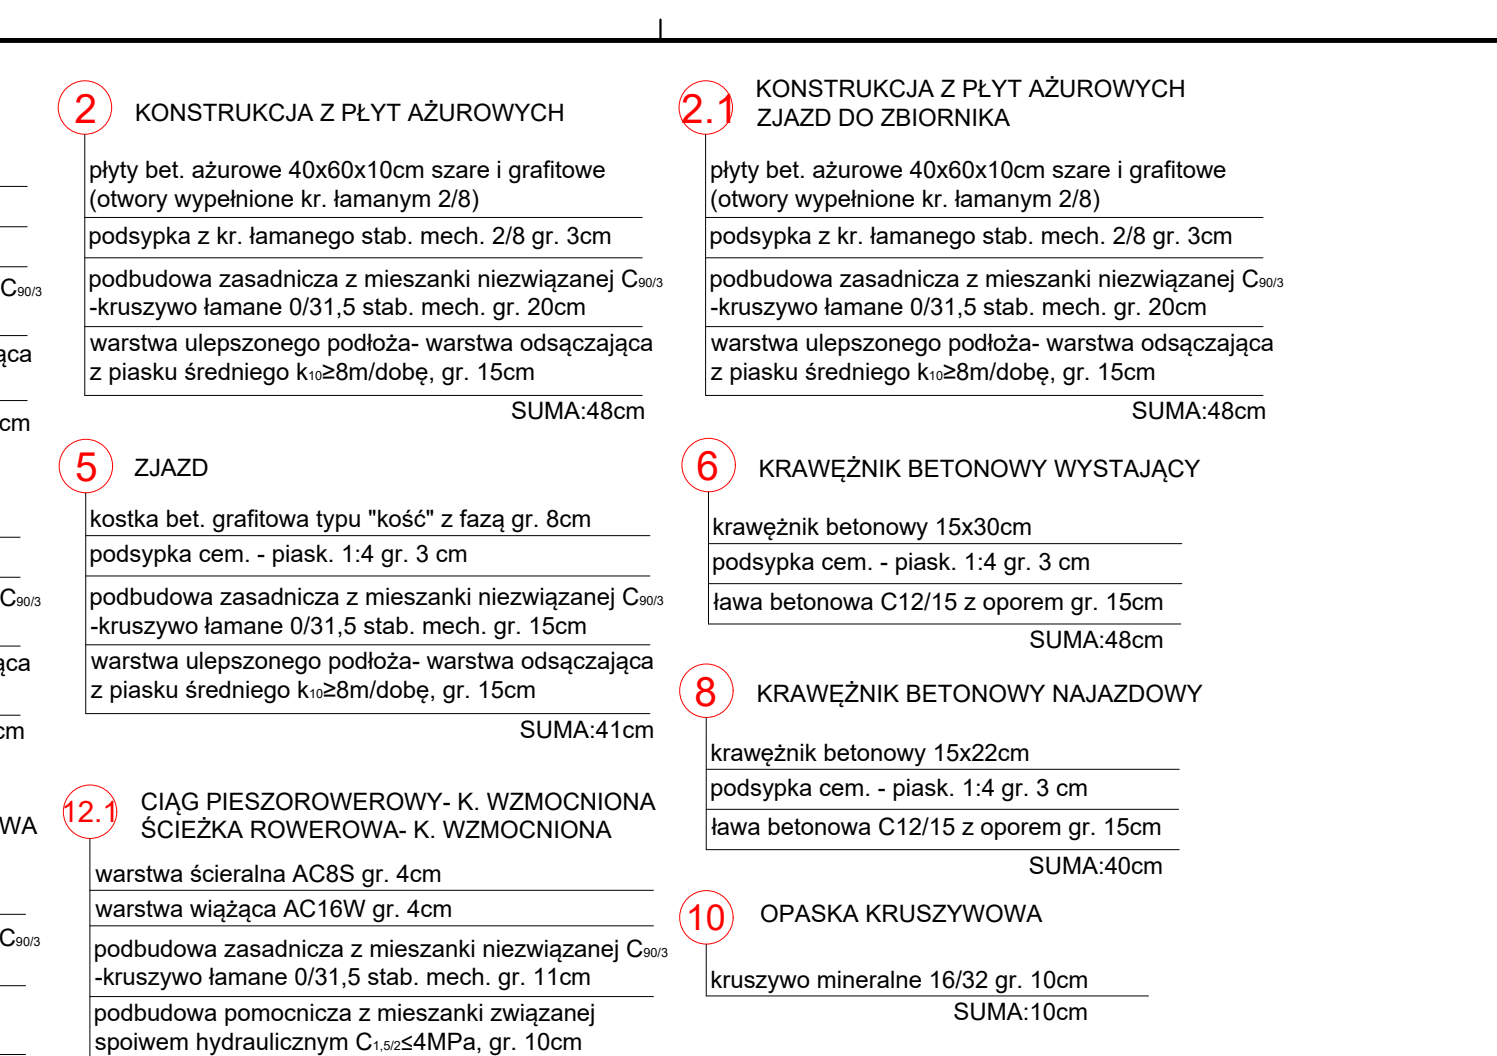 2
KONSTRUKCJA Z PŁYT AŻUROWYCH
płyty bet. ażurowe 40x60x10cm szare i grafitowe
(otwory wypełnione kr. łamanym 2/8)
podsypka z kr. łamanego stab. mech. 2/8 gr. 3cm
podbudowa zasadnicza z mieszanki niezwiązanej C90/3
-kruszywo łamane 0/31,5 stab. mech. gr. 20cm
warstwa ulepszonego podłoża- warstwa odsączająca
z piasku średniego k10≥8m/dobę, gr. 15cm
SUMA:48cm
2.1
KONSTRUKCJA Z PŁYT AŻUROWYCH
ZJAZD DO ZBIORNIKA
płyty bet. ażurowe 40x60x10cm szare i grafitowe
(otwory wypełnione kr. łamanym 2/8)
podsypka z kr. łamanego stab. mech. 2/8 gr. 3cm
podbudowa zasadnicza z mieszanki niezwiązanej C90/3
-kruszywo łamane 0/31,5 stab. mech. gr. 20cm
warstwa ulepszonego podłoża- warstwa odsączająca
z piasku średniego k10≥8m/dobę, gr. 15cm
SUMA:48cm
5
ZJAZD
kostka bet. grafitowa typu "kość" z fazą gr. 8cm
podsypka cem. - piask. 1:4 gr. 3 cm
podbudowa zasadnicza z mieszanki niezwiązanej C90/3
-kruszywo łamane 0/31,5 stab. mech. gr. 15cm
warstwa ulepszonego podłoża- warstwa odsączająca
z piasku średniego k10≥8m/dobę, gr. 15cm
SUMA:41cm
6
KRAWĘŻNIK BETONOWY WYSTAJĄCY
krawężnik betonowy 15x30cm
podsypka cem. - piask. 1:4 gr. 3 cm
ława betonowa C12/15 z oporem gr. 15cm
SUMA:48cm
8
KRAWĘŻNIK BETONOWY NAJAZDOWY
krawężnik betonowy 15x22cm
podsypka cem. - piask. 1:4 gr. 3 cm
ława betonowa C12/15 z oporem gr. 15cm
SUMA:40cm
12.1
CIĄG PIESZOROWEROWY- K. WZMOCNIONA
ŚCIEŻKA ROWEROWA- K. WZMOCNIONA
warstwa ścieralna AC8S gr. 4cm
warstwa wiążąca AC16W gr. 4cm
podbudowa zasadnicza z mieszanki niezwiązanej C90/3
-kruszywo łamane 0/31,5 stab. mech. gr. 11cm
podbudowa pomocnicza z mieszanki związanej
spoiwem hydraulicznym C1,5/2≤4MPa, gr. 10cm
10
OPASKA KRUSZYWOWA
kruszywo mineralne 16/32 gr. 10cm
SUMA:10cm
C90/3
ąca
cm
C90/3
ąca
cm
WA
C90/3